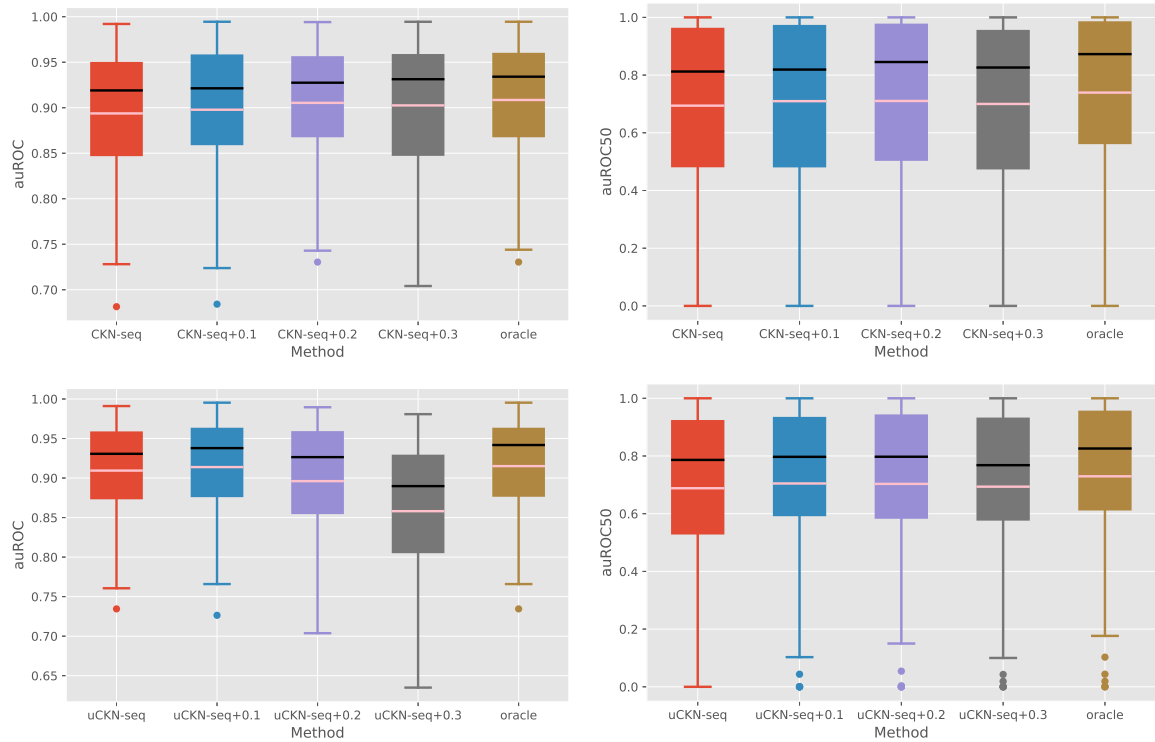 1.00
0.95
0.90
0.85
0.80
0.75
0.70
auROC
CKN-seq CKN-seq+0.1 CKN-seq+0.2 CKN-seq+0.3 oracle
Method
1.0
0.8
0.6
0.4
0.2
0.0
auROC50
CKN-seq CKN-seq+0.1 CKN-seq+0.2 CKN-seq+0.3 oracle
Method
1.00
0.95
0.90
0.85
0.80
0.75
0.70
0.65
auROC
uCKN-seq uCKN-seq+0.1 uCKN-seq+0.2 uCKN-seq+0.3 oracle
Method
1.0
0.8
0.6
0.4
0.2
0.0
auROC50
uCKN-seq uCKN-seq+0.1 uCKN-seq+0.2 uCKN-seq+0.3 oracle
Method